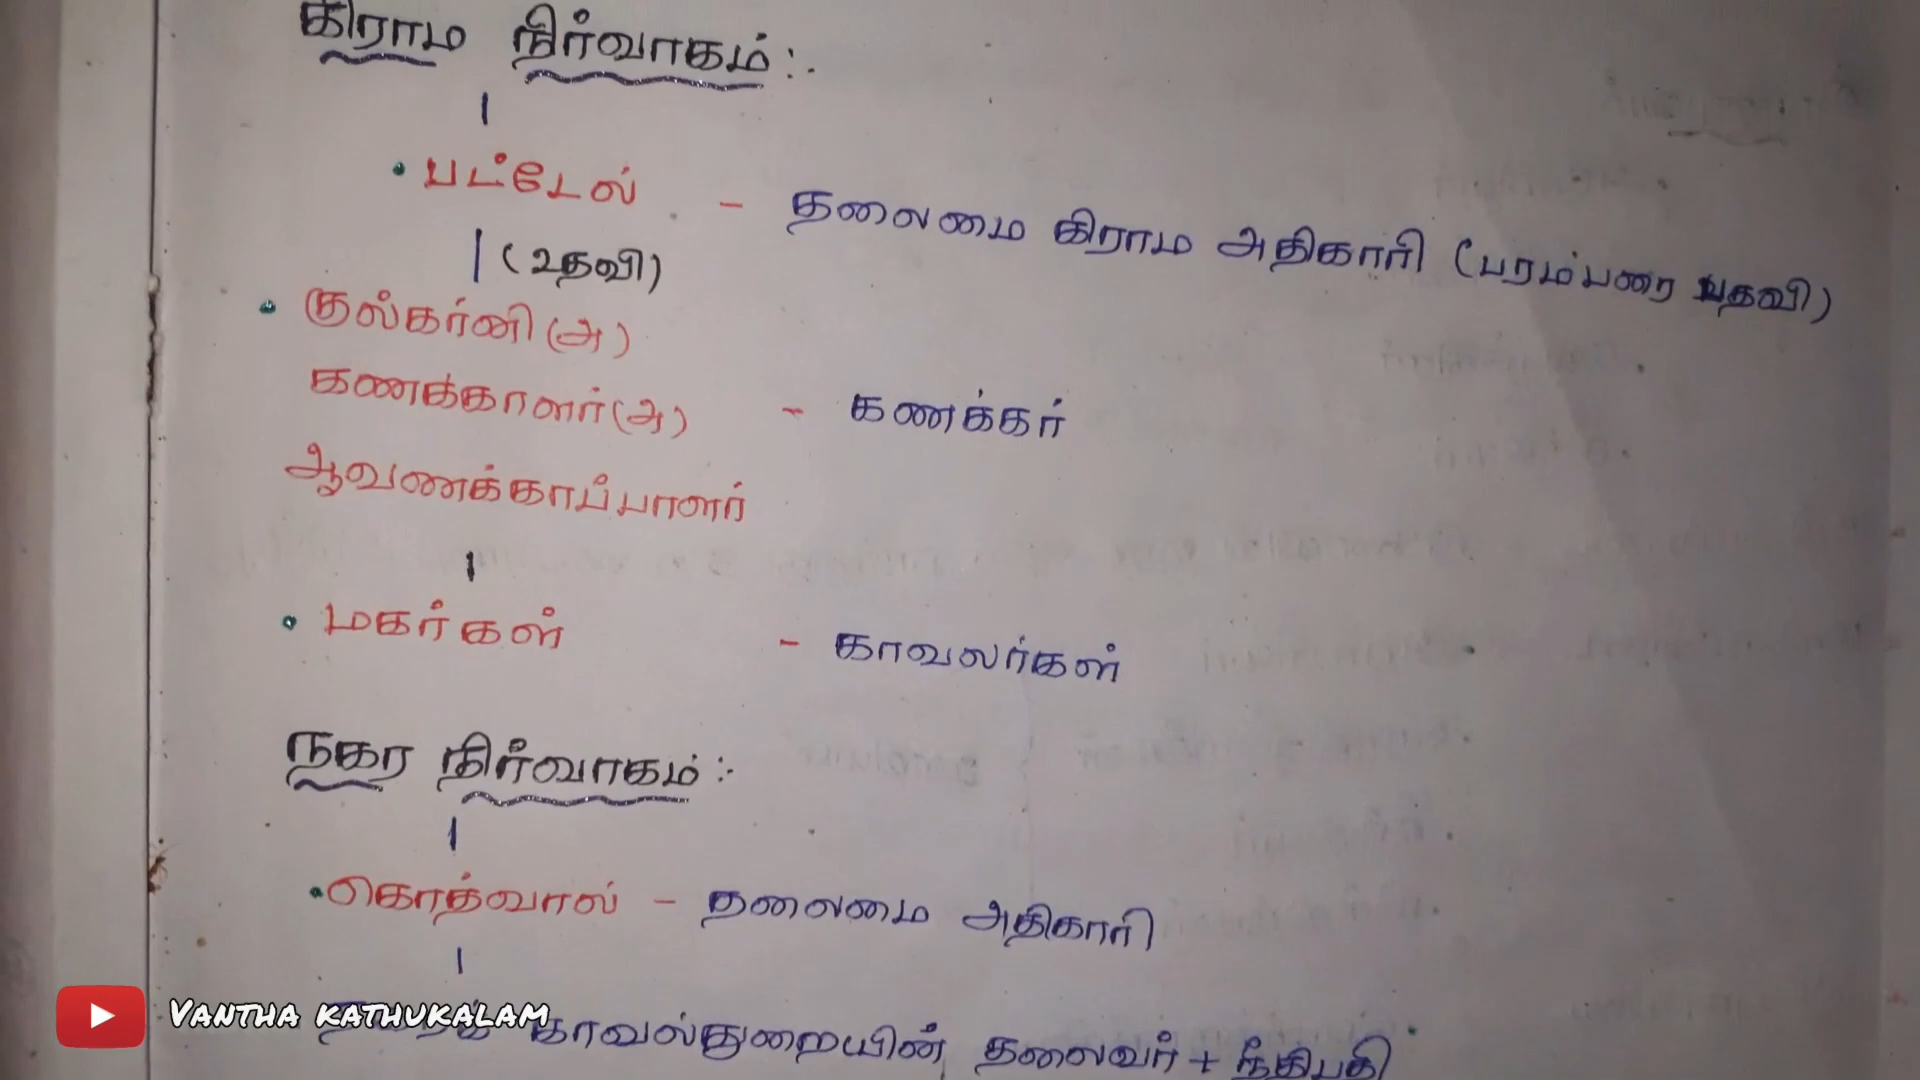 கிராம நிர்வாகம்:-
• பட்டேல் - தலைமை கிராம அதிகாரி (பரம்பரை பதவி)
(உதவி)
• குல்கர்னி (அ)
கணக்காளர் (அ) - கணக்கர்
ஆவணக்காப்பாளர்
• மகர்கள் - காவலர்கள்
நகர நிர்வாகம்:-
• கொத்வால் - தலைமை அதிகாரி
காவல்துறையின் தலைவர் + நீதிபதி
VANTHA KATHUKALAM